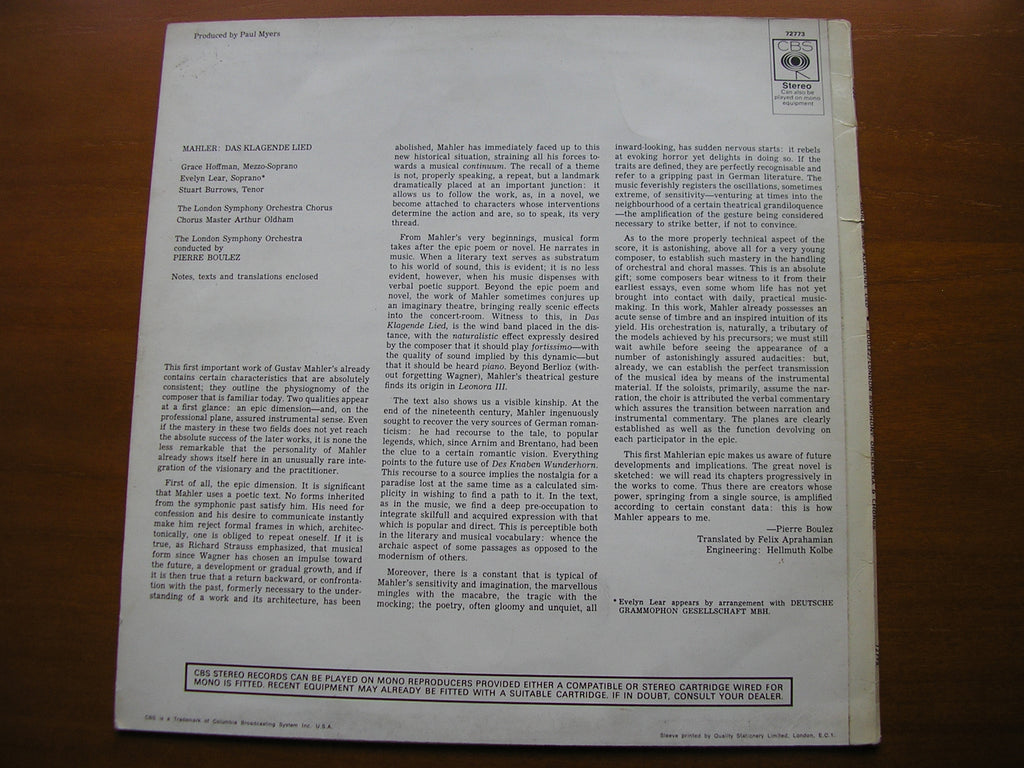 Produced by Paul Myers
72773
CBS
Stereo
Can also be
played on mono
equipment
MAHLER: DAS KLAGENDE LIED
Grace Hoffman, Mezzo-Soprano
Evelyn Lear, Soprano*
Stuart Burrows, Tenor
The London Symphony Orchestra Chorus
Chorus Master Arthur Oldham
The London Symphony Orchestra
conducted by
PIERRE BOULEZ
Notes, texts and translations enclosed
This first important work of Gustav Mahler's already
contains certain characteristics that are absolutely
consistent; they outline the physiognomy of the
composer that is familiar today. Two qualities appear
at a first glance: an epic dimension—and, on the
professional plane, assured instrumental sense. Even
if the mastery in these two fields does not yet reach
the absolute success of the later works, it is none the
less remarkable that the personality of Mahler
already shows itself here in an unusually rare inte-
gration of the visionary and the practitioner.
First of all, the epic dimension. It is significant
that Mahler uses a poetic text. No forms inherited
from the symphonic past satisfy him. His need for
confession and his desire to communicate instantly
make him reject formal frames in which, architec-
tonically, one is obliged to repeat oneself. If it is
true, as Richard Strauss emphasized, that musical
form since Wagner has chosen an impulse toward
the future, a development or gradual growth, and if
it is then true that a return backward, or confronta-
tion with the past, formerly necessary to the under-
standing of a work and its architecture, has been
abolished, Mahler has immediately faced up to this
new historical situation, straining all his forces to-
wards a musical continuum. The recall of a theme
is not, properly speaking, a repeat, but a landmark
dramatically placed at an important junction: it
allows us to follow the work, as, in a novel, we
become attached to characters whose interventions
determine the action and are, so to speak, its very
thread.
From Mahler's very beginnings, musical form
takes after the epic poem or novel. He narrates in
music. When a literary text serves as substratum
to his world of sound, this is evident; it is no less
evident, however, when his music dispenses with
verbal poetic support. Beyond the epic poem and
novel, the work of Mahler sometimes conjures up
an imaginary theatre, bringing really scenic effects
into the concert-room. Witness to this, in Das
Klagende Lied, is the wind band placed in the dis-
tance, with the naturalistic effect expressly desired
by the composer that it should play fortissimo—with
the quality of sound implied by this dynamic—but
that it should be heard piano. Beyond Berlioz (with-
out forgetting Wagner), Mahler's theatrical gesture
finds its origin in Leonora III.
The text also shows us a visible kinship. At the
end of the nineteenth century, Mahler ingenuously
sought to recover the very sources of German roman-
ticism: he had recourse to the tale, to popular
legends, which, since Arnim and Brentano, had been
the clue to a certain romantic vision. Everything
points to the future use of Des Knaben Wunderhorn.
This recourse to a source implies the nostalgia for a
paradise lost at the same time as a calculated sim-
plicity in wishing to find a path to it. In the text,
as in the music, we find a deep pre-occupation to
integrate skilfull and acquired expression with that
which is popular and direct. This is perceptible both
in the literary and musical vocabulary: whence the
archaic aspect of some passages as opposed to the
modernism of others.
Moreover, there is a constant that is typical of
Mahler's sensitivity and imagination, the marvellous
mingles with the macabre, the tragic with the
mocking; the poetry, often gloomy and unquiet, all
inward-looking, has sudden nervous starts: it rebels
at evoking horror yet delights in doing so. If the
traits are defined, they are perfectly recognisable and
refer to a gripping past in German literature. The
music feverishly registers the oscillations, sometimes
extreme, of sensitivity—venturing at times into the
neighbourhood of a certain theatrical grandiloquence
—the amplification of the gesture being considered
necessary to strike better, if not to convince.
As to the more properly technical aspect of the
score, it is astonishing, above all for a very young
composer, to establish such mastery in the handling
of orchestral and choral masses. This is an absolute
gift; some composers bear witness to it from their
earliest essays, even some whom life has not yet
brought into contact with daily, practical music-
making. In this work, Mahler already possesses an
acute sense of timbre and an inspired intuition of its
yield. His orchestration is, naturally, a tributary of
the models achieved by his precursors; we must still
wait awhile before seeing the appearance of a
number of astonishingly assured audacities: but,
already, we can establish the perfect transmission
of the musical idea by means of the instrumental
material. If the soloists, primarily, assume the nar-
ration, the choir is attributed the verbal commentary
which assures the transition between narration and
instrumental commentary. The planes are clearly
established as well as the function devolving on
each participator in the epic.
This first Mahlerian epic makes us aware of future
developments and implications. The great novel is
sketched: we will read its chapters progressively in
the works to come. Thus there are creators whose
power, springing from a single source, is amplified
according to certain constant data: this is how
Mahler appears to me.
—Pierre Boulez
Translated by Felix Aprahamian
Engineering: Hellmuth Kolbe
* Evelyn Lear appears by arrangement with DEUTSCHE
GRAMMOPHON GESELLSCHAFT MBH.
CBS STEREO RECORDS CAN BE PLAYED ON MONO REPRODUCERS PROVIDED EITHER A COMPATIBLE OR STEREO CARTRIDGE WIRED FOR
MONO IS FITTED. RECENT EQUIPMENT MAY ALREADY BE FITTED WITH A SUITABLE CARTRIDGE. IF IN DOUBT, CONSULT YOUR DEALER.
CBS is a Trademark of Columbia Broadcasting System Inc. U.S.A.
Sleeve printed by Quality Stationery Limited, London, E.C.1.